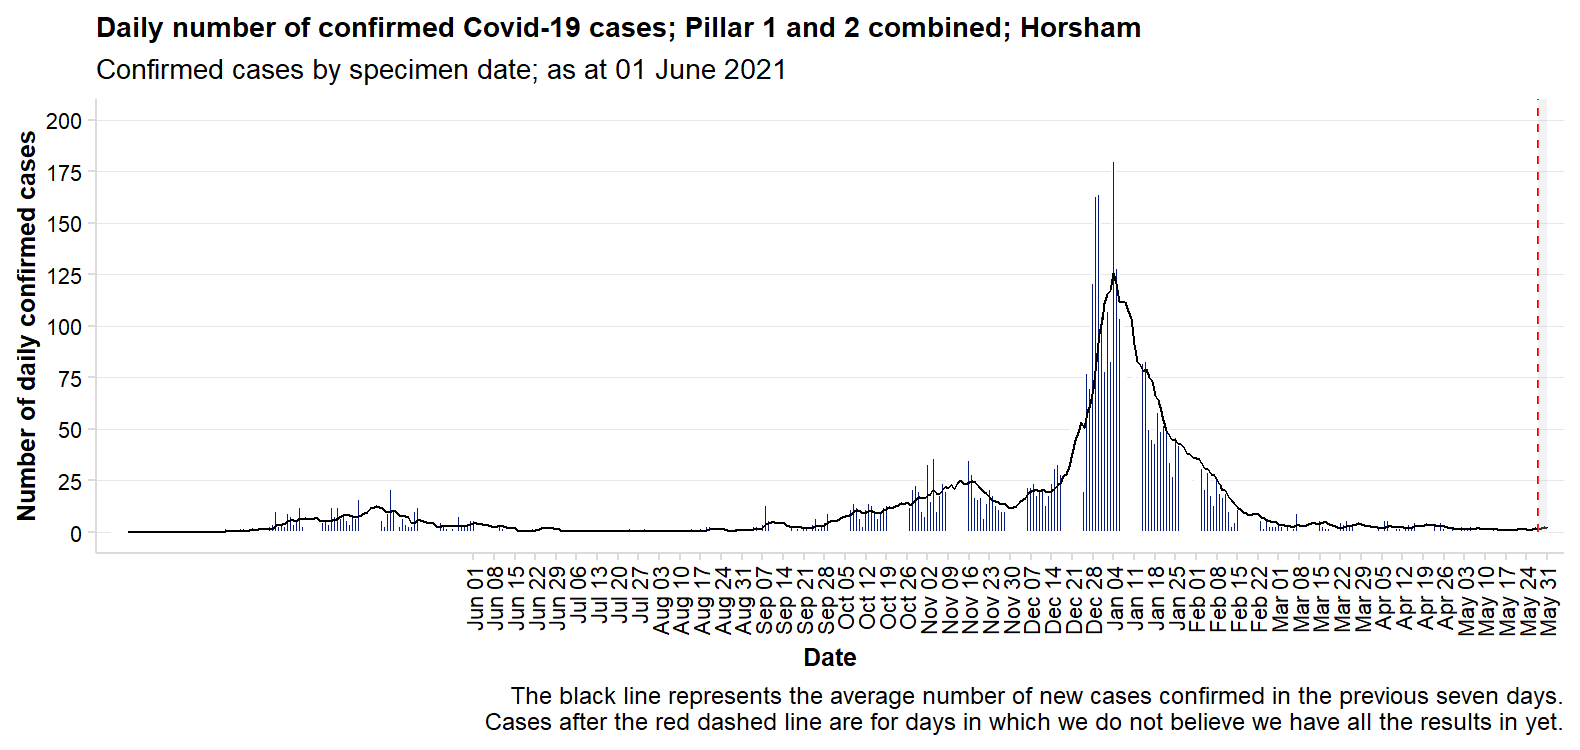 Daily number of confirmed Covid-19 cases; Pillar 1 and 2 combined; Horsham
Confirmed cases by specimen date; as at 01 June 2021
Number of daily confirmed cases
200
175
150
125
100
75
50
25
0
Jun 01
Jun 08
Jun 15
Jun 22
Jun 29
Jul 06
Jul 13
Jul 20
Jul 27
Aug 03
Aug 10
Aug 17
Aug 24
Aug 31
Sep 07
Sep 14
Sep 21
Sep 28
Oct 05
Oct 12
Oct 19
Oct 26
Nov 02
Nov 09
Nov 16
Nov 23
Nov 30
Dec 07
Dec 14
Dec 21
Dec 28
Jan 04
Jan 11
Jan 18
Jan 25
Feb 01
Feb 08
Feb 15
Feb 22
Mar 01
Mar 08
Mar 15
Mar 22
Mar 29
Apr 05
Apr 12
Apr 19
Apr 26
May 03
May 10
May 17
May 24
May 31
Date
The black line represents the average number of new cases confirmed in the previous seven days.
Cases after the red dashed line are for days in which we do not believe we have all the results in yet.